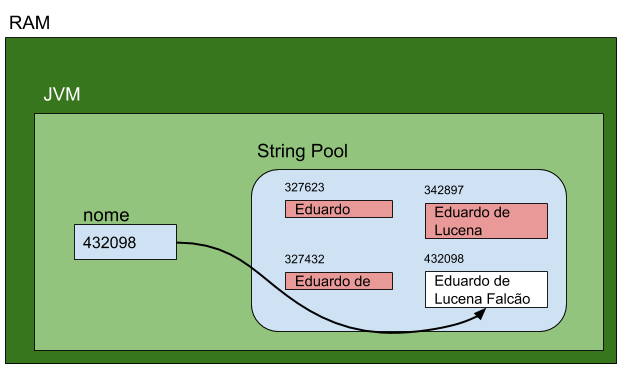 RAM
JVM
String Pool
327623
Eduardo
342897
Eduardo de
Lucena
nome
432098
327432
Eduardo de
432098
Eduardo de
Lucena Falcão